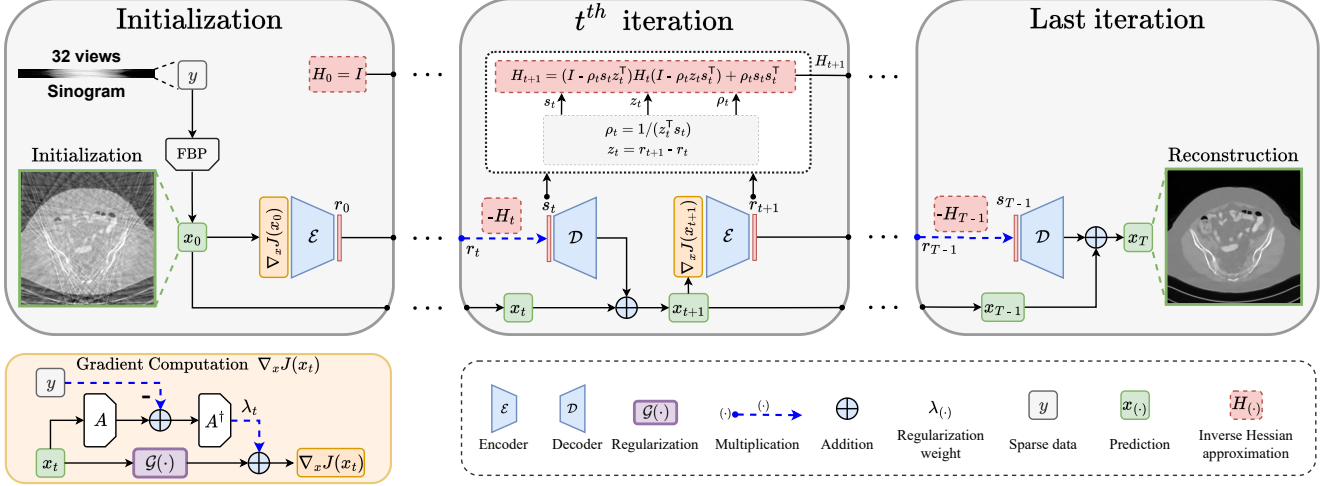 Initialization
32 views
Sinogram
y
FBP
Initialization
x_0
H_0 = I
∇_x J(x_0)
ℰ
r_0
t^{th} iteration
H_{t+1} = (I - ρ_t s_t z_t^⊤) H_t (I - ρ_t z_t s_t^⊤) + ρ_t s_t s_t^⊤
H_{t+1}
s_t
z_t
ρ_t
ρ_t = 1/(z_t^⊤ s_t)
z_t = r_{t+1} - r_t
-H_t
r_t
s_t
𝒟
∇_x J(x_{t+1})
ℰ
r_{t+1}
x_t
x_{t+1}
Last iteration
-H_{T-1}
r_{T-1}
s_{T-1}
𝒟
x_{T-1}
x_T
Reconstruction
Gradient Computation ∇_x J(x_t)
y
-
A
A^†
λ_t
x_t
𝒢(·)
∇_x J(x_t)
ℰ
Encoder
𝒟
Decoder
𝒢(·)
Regularization
(·)
(·)
Multiplication
Addition
λ_{(·)}
Regularization
weight
y
Sparse data
x_{(·)}
Prediction
H_{(·)}
Inverse Hessian
approximation